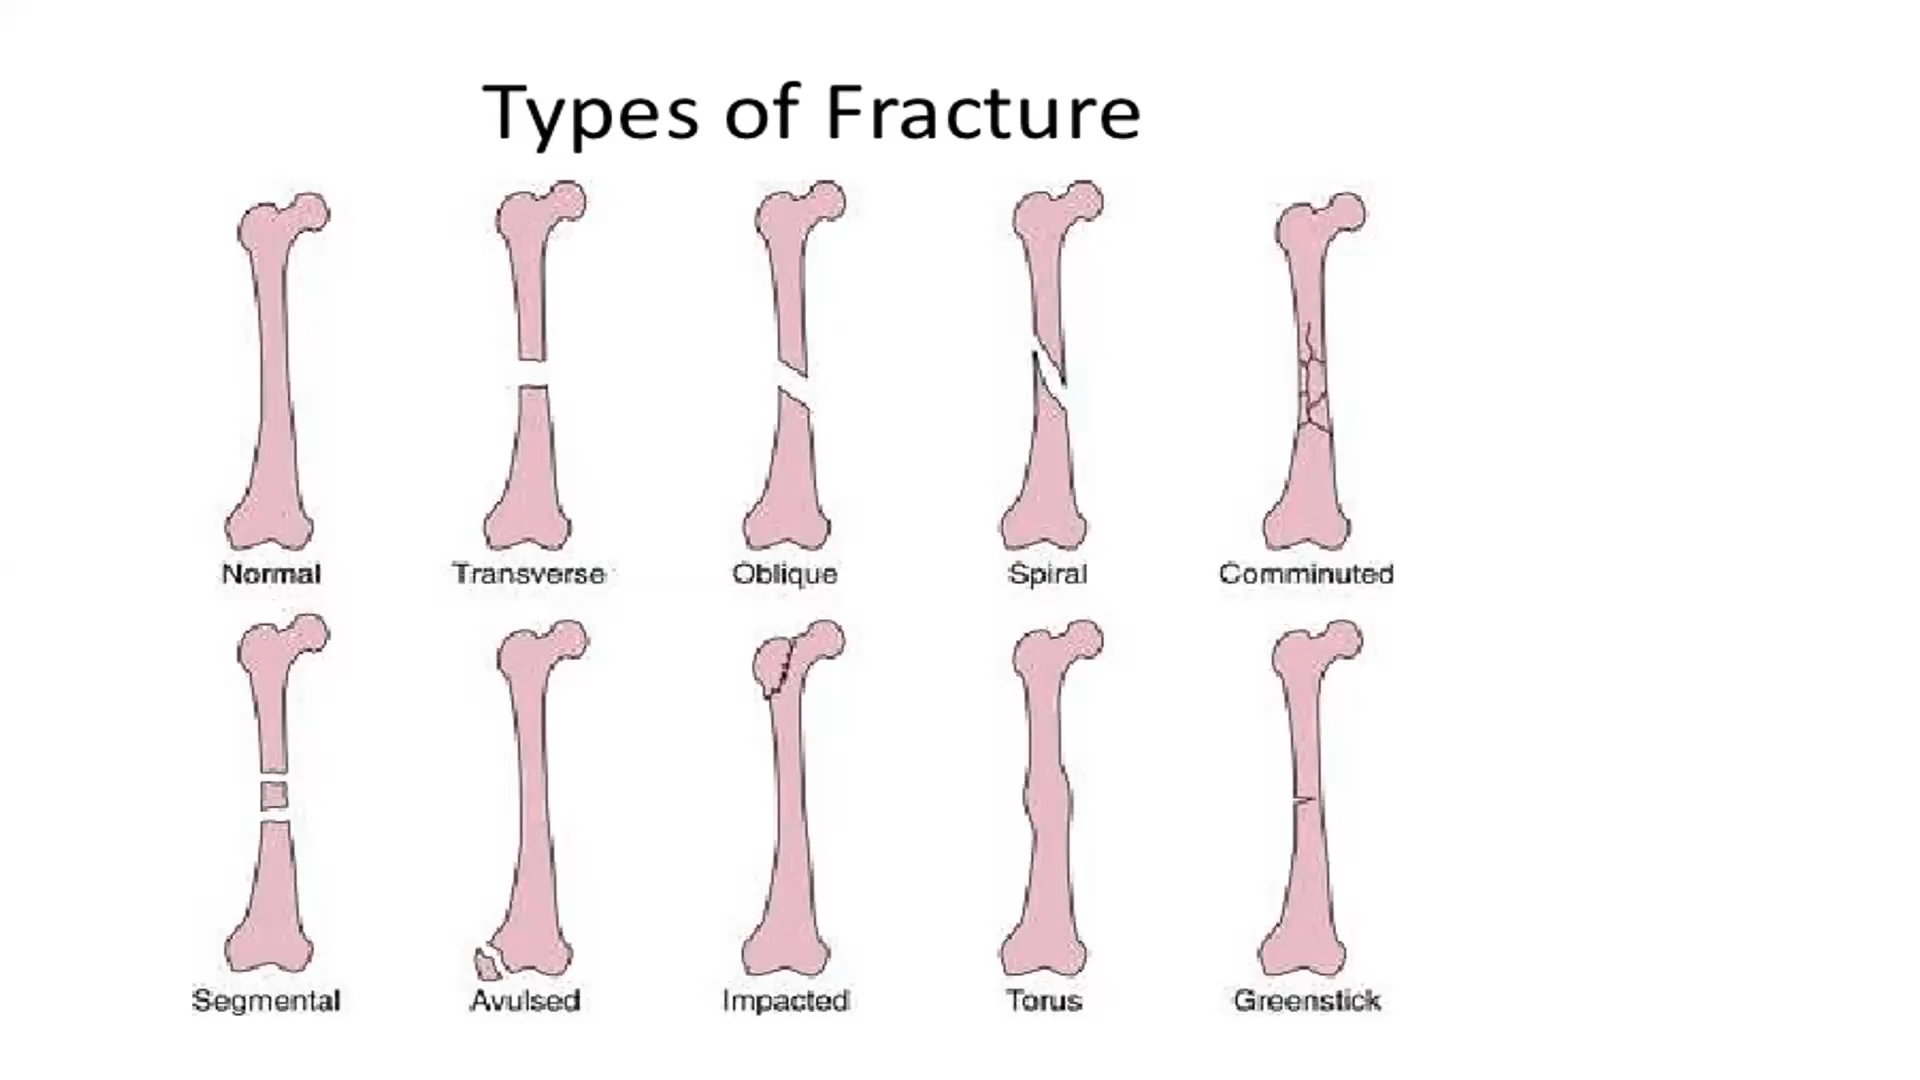 Types of Fracture
Normal
Transverse
Oblique
Spiral
Comminuted
Segmental
Avulsed
Impacted
Torus
Greenstick